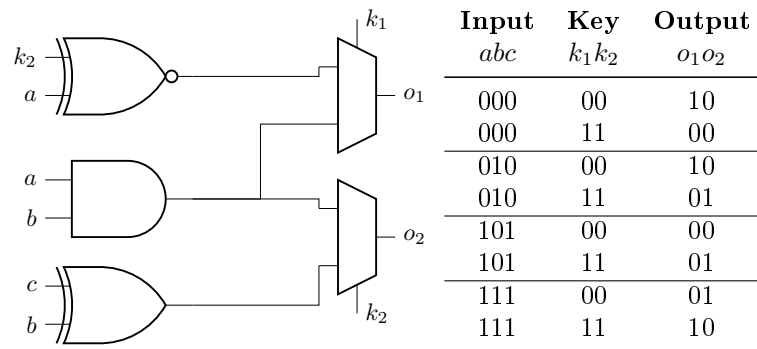 k₁
k₂
a
o₁
a
b
o₂
c
b
k₂
Input Key Output
abc k₁k₂ o₁o₂
000 00 10
000 11 00
010 00 10
010 11 01
101 00 00
101 11 01
111 00 01
111 11 10